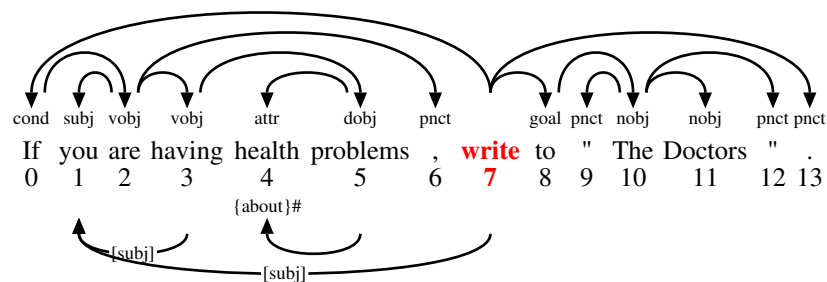 cond subj vobj vobj attr dobj pnct goal pnct nobj nobj pnct pnct
If you are having health problems , write to " The Doctors " .
0 1 2 3 4 5 6 7 8 9 10 11 12 13
{about}#
[subj]
[subj]